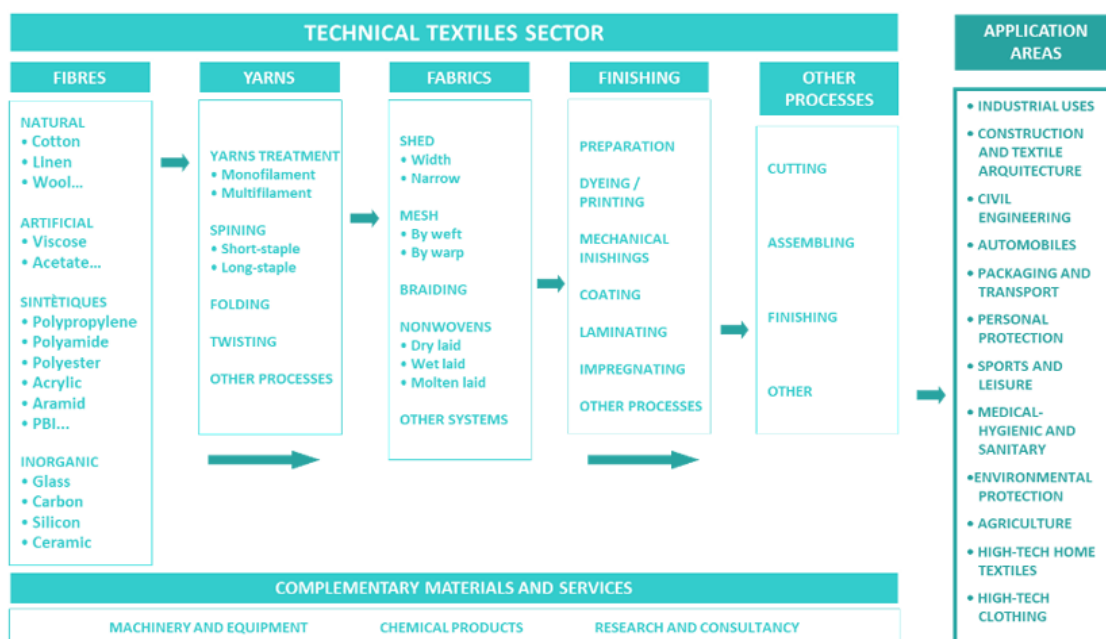 TECHNICAL TEXTILES SECTOR
FIBRES
NATURAL
• Cotton
• Linen
• Wool...
ARTIFICIAL
• Viscose
• Acetate...
SINTÈTIQUES
• Polypropylene
• Polyamide
• Polyester
• Acrylic
• Aramid
• PBI...
INORGANIC
• Glass
• Carbon
• Silicon
• Ceramic
YARNS
YARNS TREATMENT
• Monofilament
• Multifilament
SPINING
• Short-staple
• Long-staple
FOLDING
TWISTING
OTHER PROCESSES
FABRICS
SHED
• Width
• Narrow
MESH
• By weft
• By warp
BRAIDING
NONWOVENS
• Dry laid
• Wet laid
• Molten laid
OTHER SYSTEMS
FINISHING
PREPARATION
DYEING /
PRINTING
MECHANICAL
INISHINGS
COATING
LAMINATING
IMPREGNATING
OTHER PROCESSES
OTHER
PROCESSES
CUTTING
ASSEMBLING
FINISHING
OTHER
APPLICATION
AREAS
• INDUSTRIAL USES
• CONSTRUCTION
AND TEXTILE
ARQUITECTURE
• CIVIL
ENGINEERING
• AUTOMOBILES
• PACKAGING AND
TRANSPORT
• PERSONAL
PROTECTION
• SPORTS AND
LEISURE
• MEDICAL-
HYGIENIC AND
SANITARY
•ENVIRONMENTAL
PROTECTION
• AGRICULTURE
• HIGH-TECH HOME
TEXTILES
• HIGH-TECH
CLOTHING
COMPLEMENTARY MATERIALS AND SERVICES
MACHINERY AND EQUIPMENT
CHEMICAL PRODUCTS
RESEARCH AND CONSULTANCY